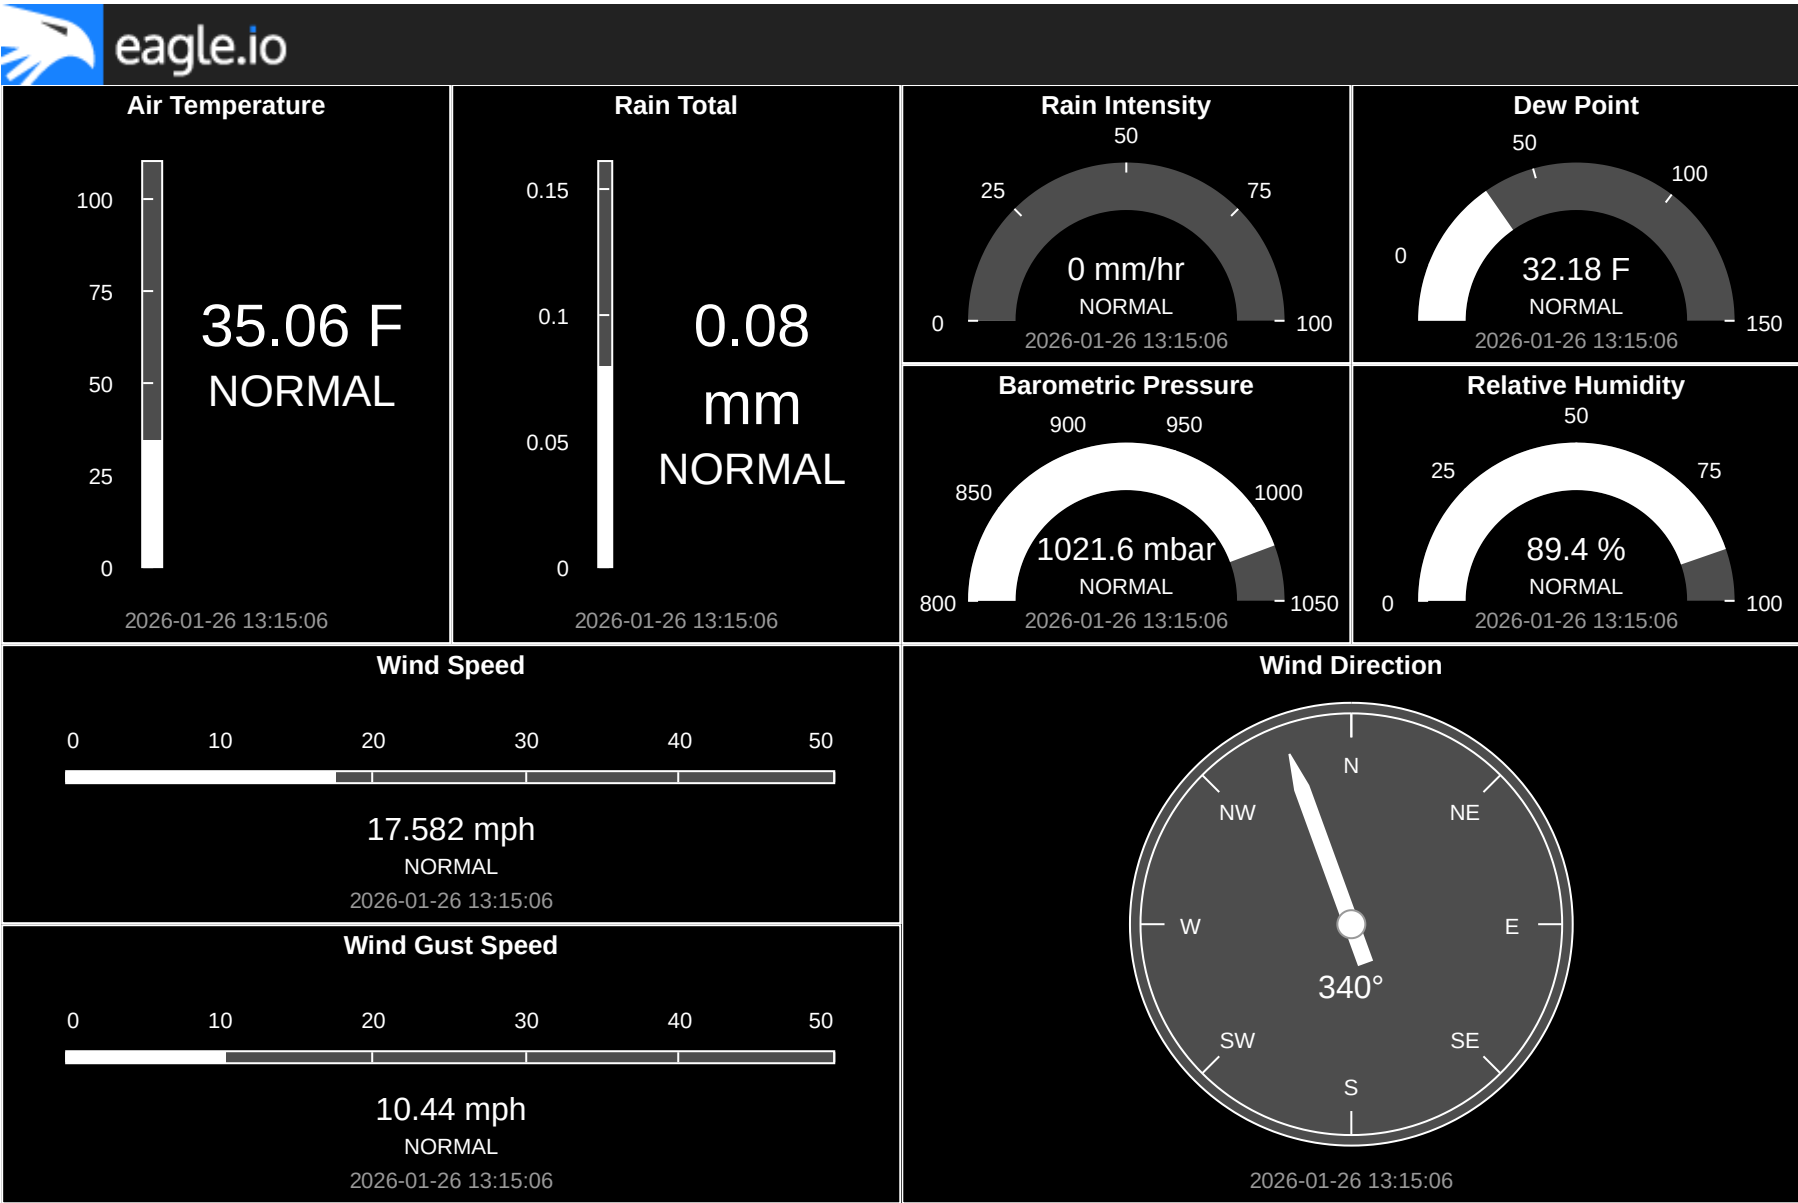 eagle.io
Air Temperature
100
75
50
25
0
35.06 F
NORMAL
2026-01-26 13:15:06
Rain Total
0.15
0.1
0.05
0
0.08
mm
NORMAL
2026-01-26 13:15:06
Rain Intensity
0
25
50
75
100
0 mm/hr
NORMAL
2026-01-26 13:15:06
Dew Point
0
50
100
150
32.18 F
NORMAL
2026-01-26 13:15:06
Barometric Pressure
800
850
900
950
1000
1050
1021.6 mbar
NORMAL
2026-01-26 13:15:06
Relative Humidity
0
25
50
75
100
89.4 %
NORMAL
2026-01-26 13:15:06
Wind Speed
0 10 20 30 40 50
17.582 mph
NORMAL
2026-01-26 13:15:06
Wind Gust Speed
0 10 20 30 40 50
10.44 mph
NORMAL
2026-01-26 13:15:06
Wind Direction
N
NW NE
W E
340°
SW SE
S
2026-01-26 13:15:06